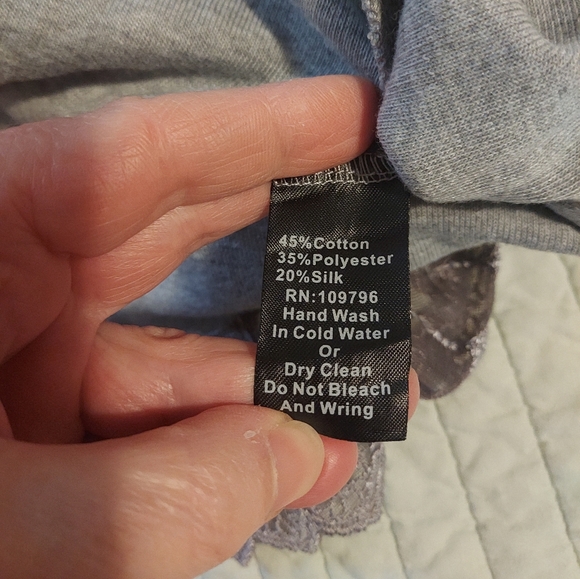 45%Cotton
35%Polyester
20%Silk
RN:109796
Hand Wash
In Cold Water
Or
Dry Clean
Do Not Bleach
And Wring